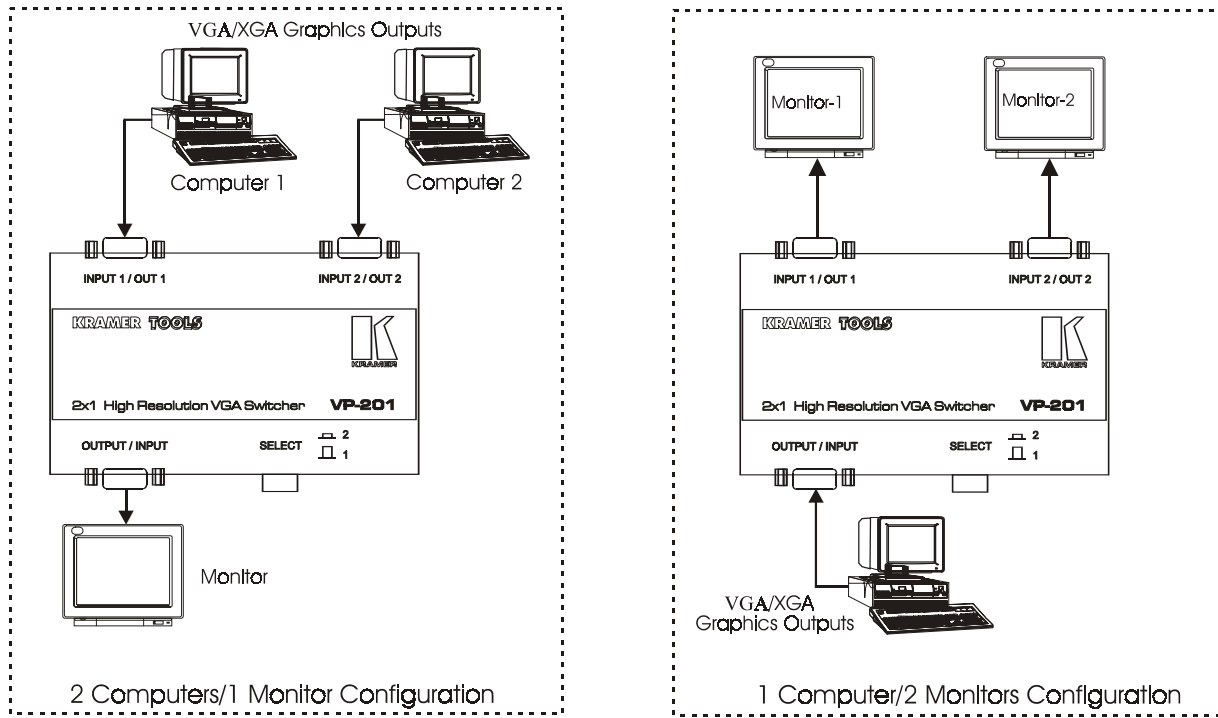 VGA/XGA Graphics Outputs
Computer 1
Computer 2
INPUT 1 / OUT 1
INPUT 2 / OUT 2
KRAMER TOOLS
K
KRAMER
2x1 High Resolution VGA Switcher
VP-201
OUTPUT / INPUT
SELECT
2
1
Monitor
2 Computers/1 Monitor Configuration
Monitor-1
Monitor-2
INPUT 1 / OUT 1
INPUT 2 / OUT 2
KRAMER TOOLS
K
KRAMER
2x1 High Resolution VGA Switcher
VP-201
OUTPUT / INPUT
SELECT
2
1
VGA/XGA
Graphics Outputs
1 Computer/2 Monitors Configuration